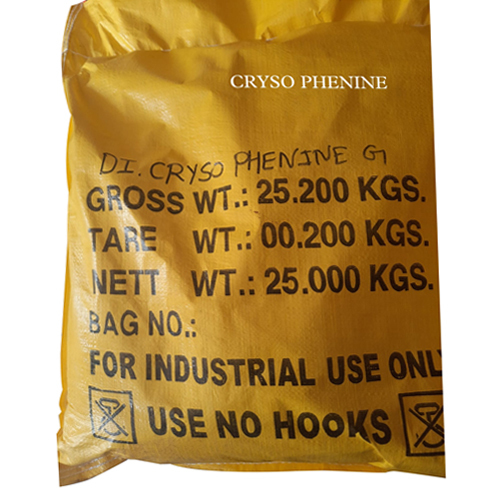 CRYSO PHENINE
DI. CRYSO PHENINE G
GROSS WT.: 25.200 KGS.
TARE WT.: 00.200 KGS.
NETT WT.: 25.000 KGS.
BAG NO.:
FOR INDUSTRIAL USE ONL
USE NO HOOKS